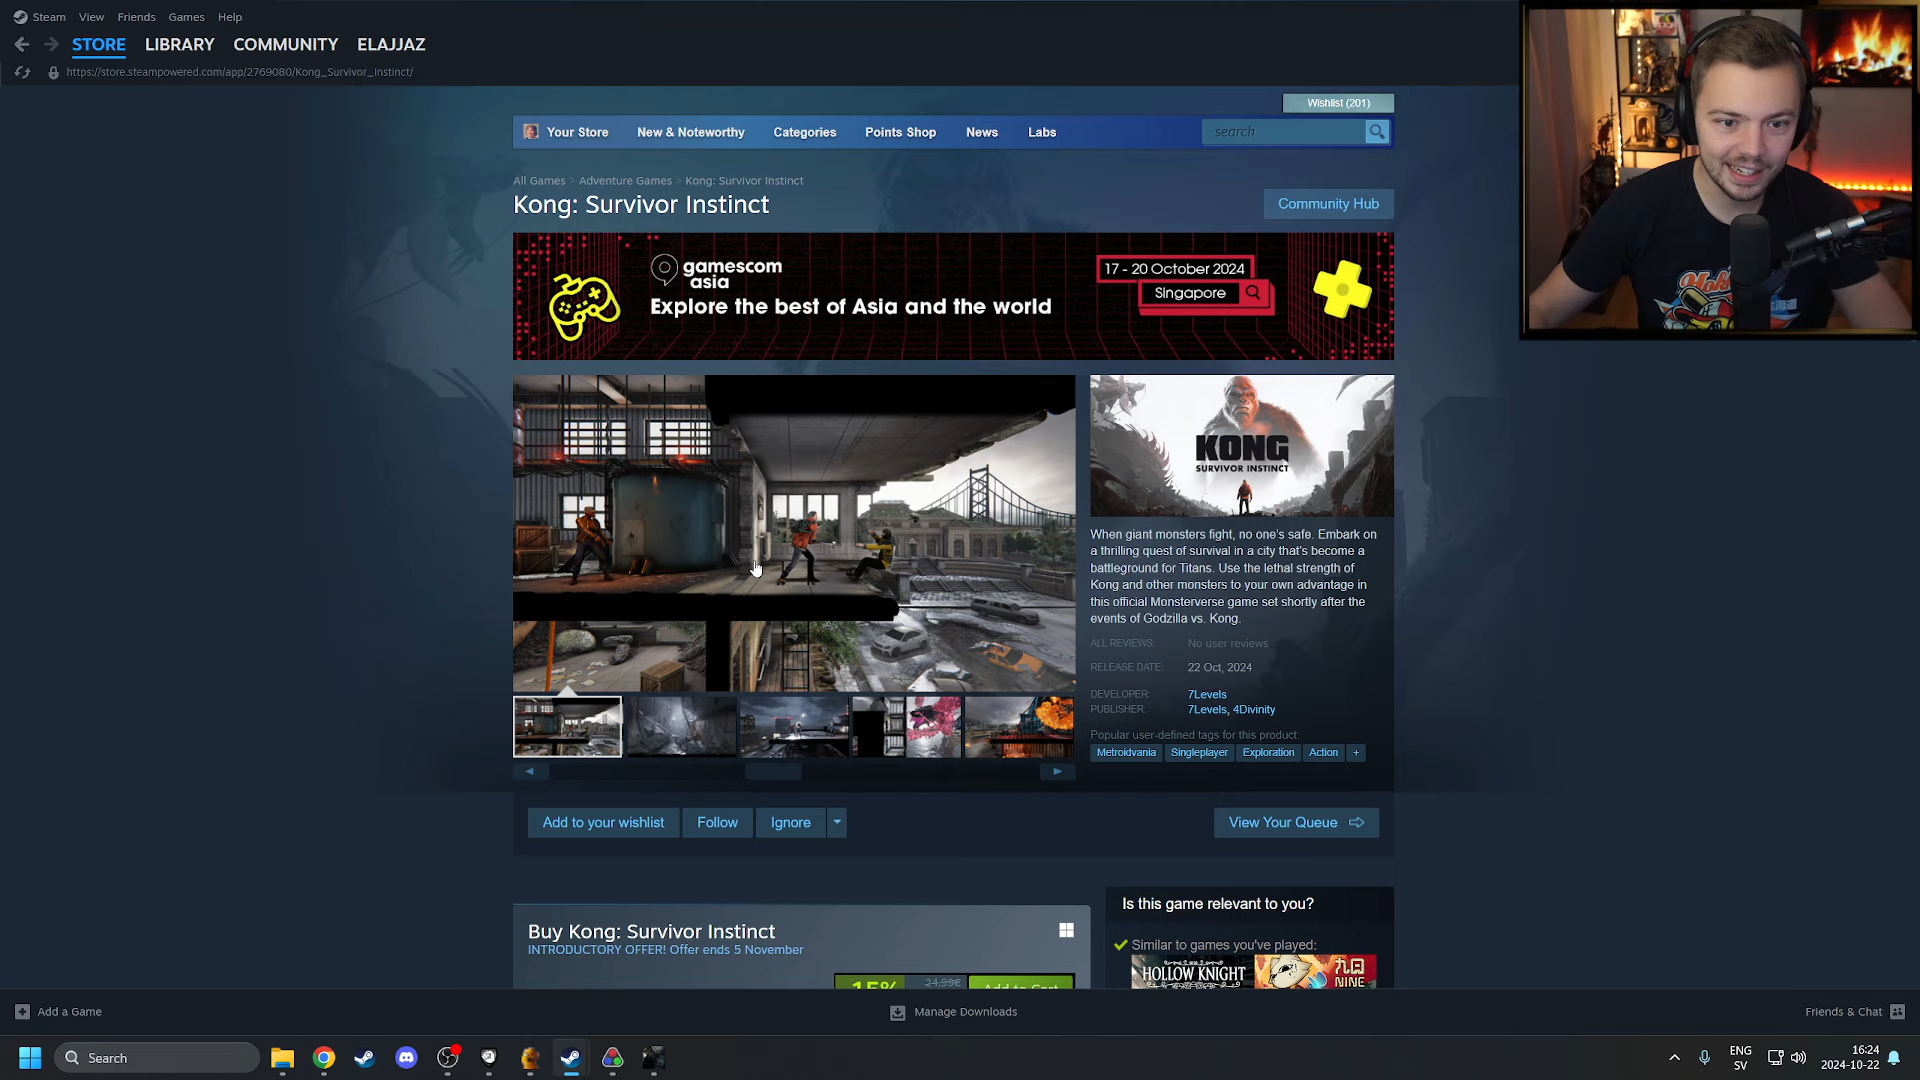 Steam View Friends Games Help
STORE LIBRARY COMMUNITY ELAJJAZ
https://store.steampowered.com/app/2769080/Kong_Survivor_Instinct/
Wishlist (201)
Your Store New & Noteworthy Categories Points Shop News Labs search
All Games > Adventure Games > Kong: Survivor Instinct
Kong: Survivor Instinct
Community Hub
gamescom
asia
Explore the best of Asia and the world
17 - 20 October 2024
Singapore
KONG
SURVIVOR INSTINCT
When giant monsters fight, no one's safe. Embark on
a thrilling quest of survival in a city that's become a
battleground for Titans. Use the lethal strength of
Kong and other monsters to your own advantage in
this official Monsterverse game set shortly after the
events of Godzilla vs. Kong.
ALL REVIEWS: No user reviews
RELEASE DATE: 22 Oct, 2024
DEVELOPER: 7Levels
PUBLISHER: 7Levels, 4Divinity
Popular user-defined tags for this product:
Metroidvania Singleplayer Exploration Action +
Add to your wishlist Follow Ignore
View Your Queue
Buy Kong: Survivor Instinct
INTRODUCTORY OFFER! Offer ends 5 November
-15% 24,99€ Add to Cart
Is this game relevant to you?
Similar to games you've played:
HOLLOW KNIGHT
九日
NINE
Add a Game
Manage Downloads
Friends & Chat
Search
ENG
SV
16:24
2024-10-22